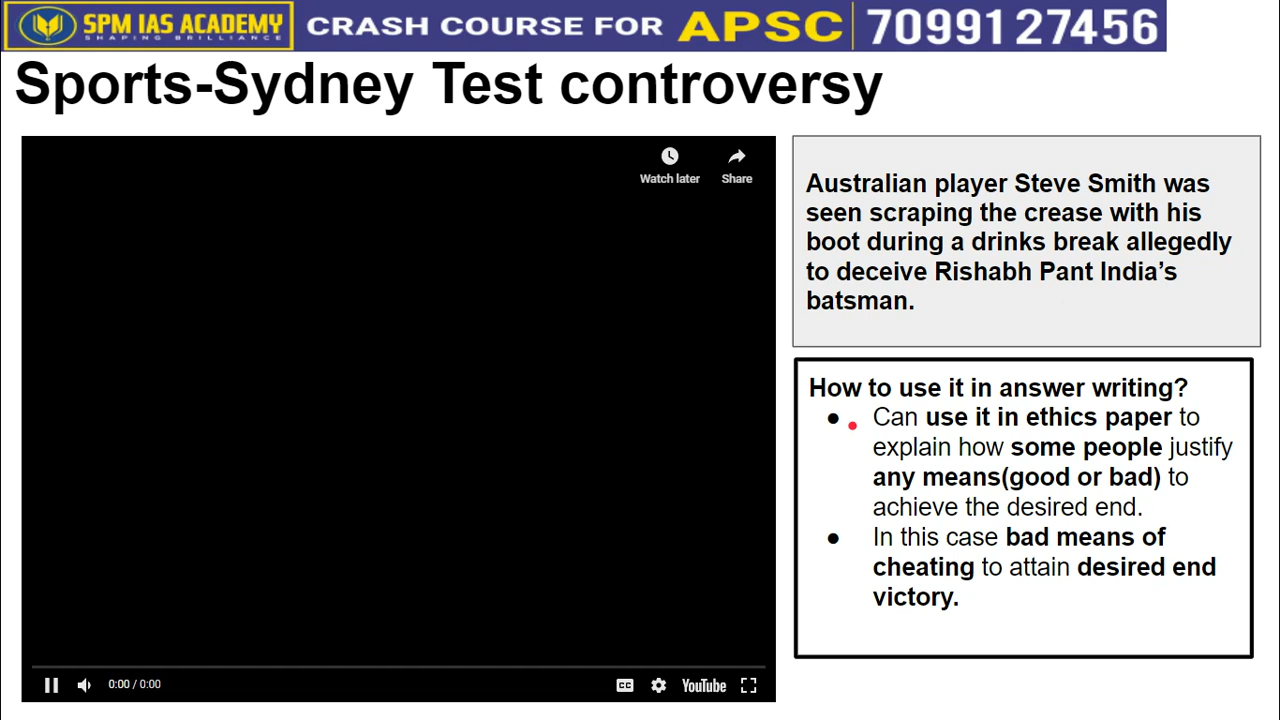 SPM IAS ACADEMY
SHAPING BRILLIANCE
CRASH COURSE FOR APSC 70991 27456
Sports-Sydney Test controversy
Watch later
Share
Australian player Steve Smith was
seen scraping the crease with his
boot during a drinks break allegedly
to deceive Rishabh Pant India’s
batsman.
How to use it in answer writing?
● Can use it in ethics paper to
explain how some people justify
any means(good or bad) to
achieve the desired end.
● In this case bad means of
cheating to attain desired end
victory.
0:00 / 0:00
CC
YouTube